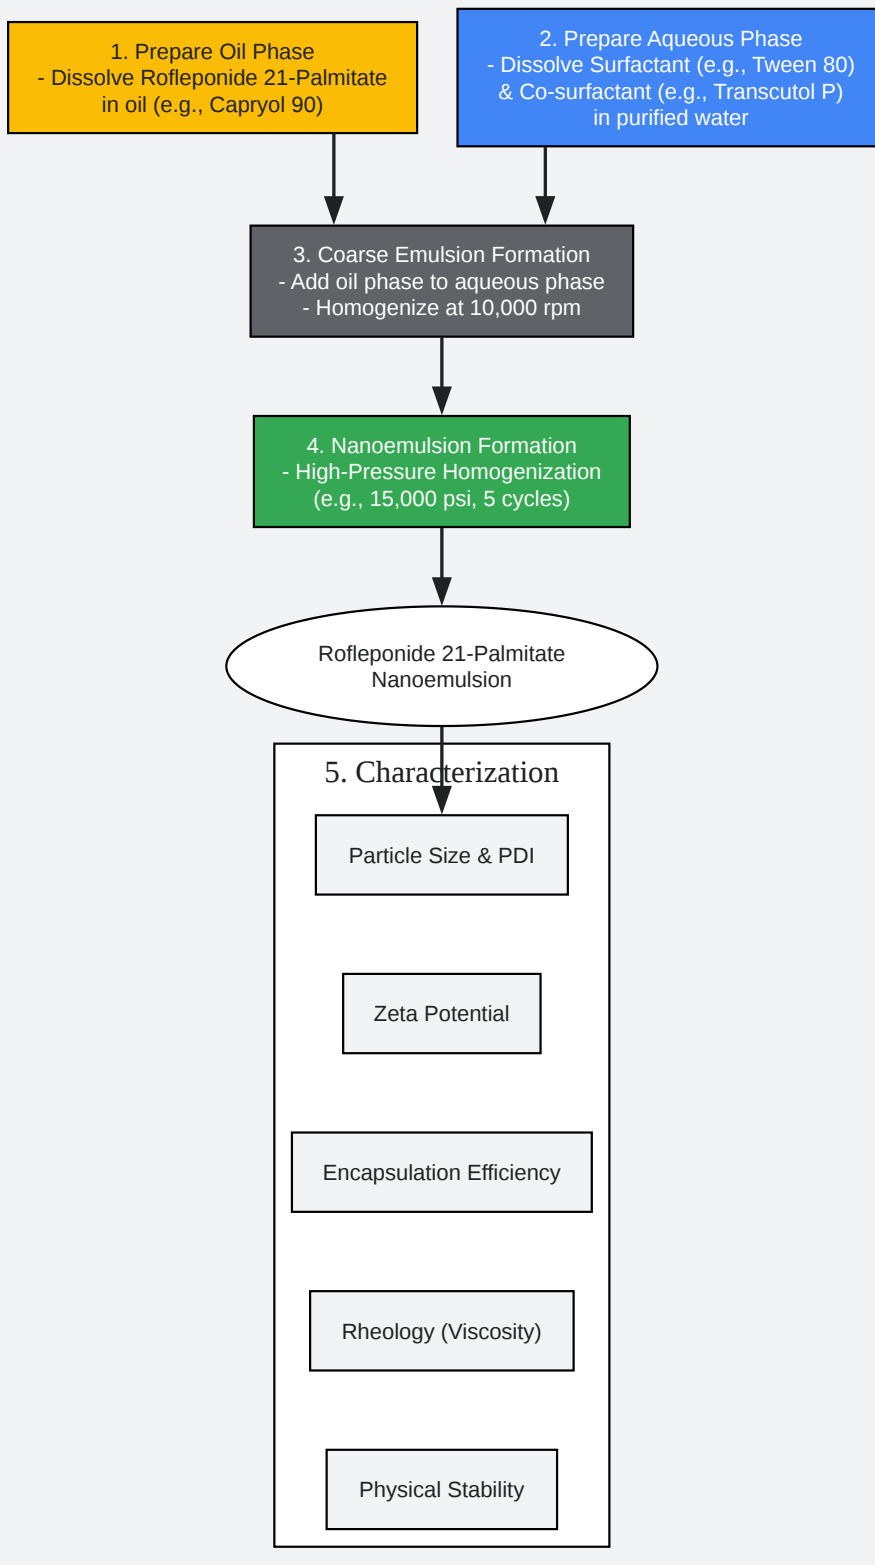 1. Prepare Oil Phase
- Dissolve Rofleponide 21-Palmitate
in oil (e.g., Capryol 90)
2. Prepare Aqueous Phase
- Dissolve Surfactant (e.g., Tween 80)
& Co-surfactant (e.g., Transcutol P)
in purified water
3. Coarse Emulsion Formation
- Add oil phase to aqueous phase
- Homogenize at 10,000 rpm
4. Nanoemulsion Formation
- High-Pressure Homogenization
(e.g., 15,000 psi, 5 cycles)
Rofleponide 21-Palmitate
Nanoemulsion
5. Characterization
Particle Size & PDI
Zeta Potential
Encapsulation Efficiency
Rheology (Viscosity)
Physical Stability